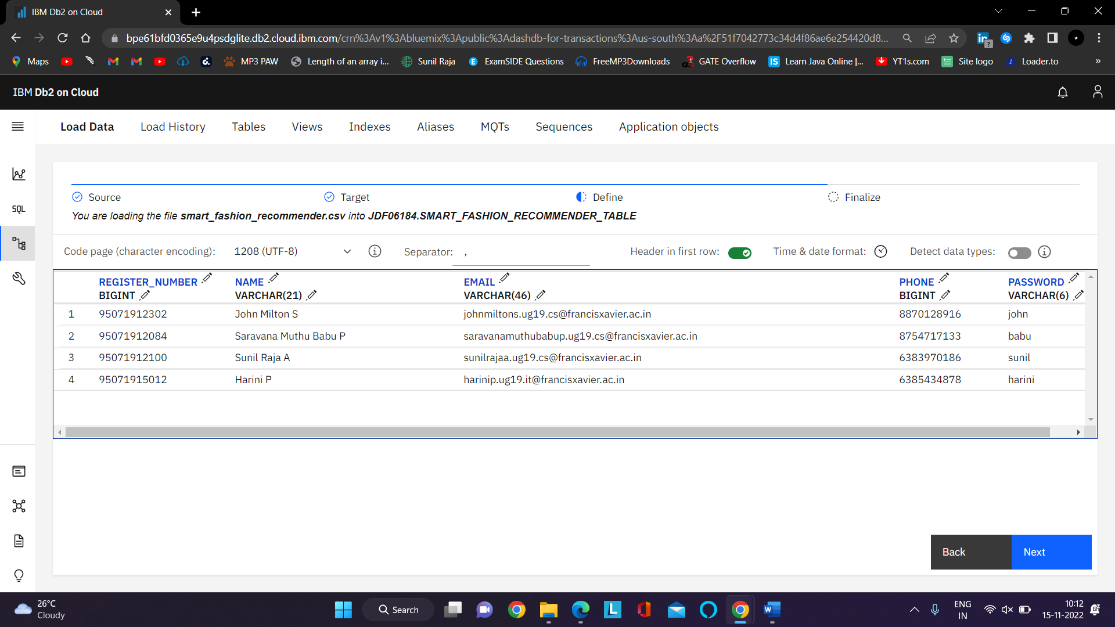 IBM Db2 on Cloud
bpe61bfd0365e9u4psdglite.db2.cloud.ibm.com/crn%3Av1%3Abluemix%3Apublic%3Adashdb-for-transactions%3Aus-south%3Aa%2F51f7042773c34d4f86ae6e254420d8...
Maps
MP3 PAW
Length of an array i...
Sunil Raja
ExamSIDE Questions
FreeMP3Downloads
GATE Overflow
Learn Java Online |...
YT1s.com
Site logo
Loader.to
»
IBM Db2 on Cloud
Load Data
Load History
Tables
Views
Indexes
Aliases
MQTs
Sequences
Application objects
SQL
Source
Target
Define
Finalize
You are loading the file smart_fashion_recommender.csv into JDF06184.SMART_FASHION_RECOMMENDER_TABLE
Code page (character encoding): 1208 (UTF-8)
Separator: ,
Header in first row:
Time & date format:
Detect data types:
REGISTER_NUMBER NAME EMAIL PHONE PASSWORD
BIGINT VARCHAR(21) VARCHAR(46) BIGINT VARCHAR(6)
1 95071912302 John Milton S johnmiltons.ug19.cs@francisxavier.ac.in 8870128916 john
2 95071912084 Saravana Muthu Babu P saravanamuthubabup.ug19.cs@francisxavier.ac.in 8754717133 babu
3 95071912100 Sunil Raja A sunilrajaa.ug19.cs@francisxavier.ac.in 6383970186 sunil
4 95071915012 Harini P harinip.ug19.it@francisxavier.ac.in 6385434878 harini
Back
Next
26°C
Cloudy
Search
ENG
IN
10:12
15-11-2022